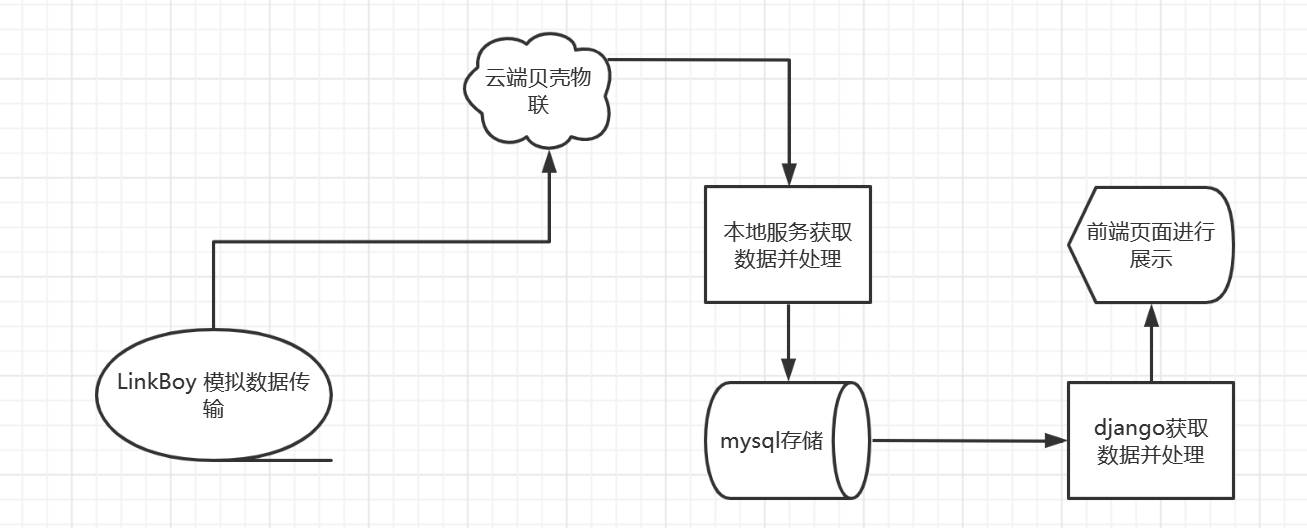 云端贝壳物
联
本地服务获取
数据并处理
前端页面进行
展示
LinkBoy 模拟数据传
输
mysql存储
django获取
数据并处理